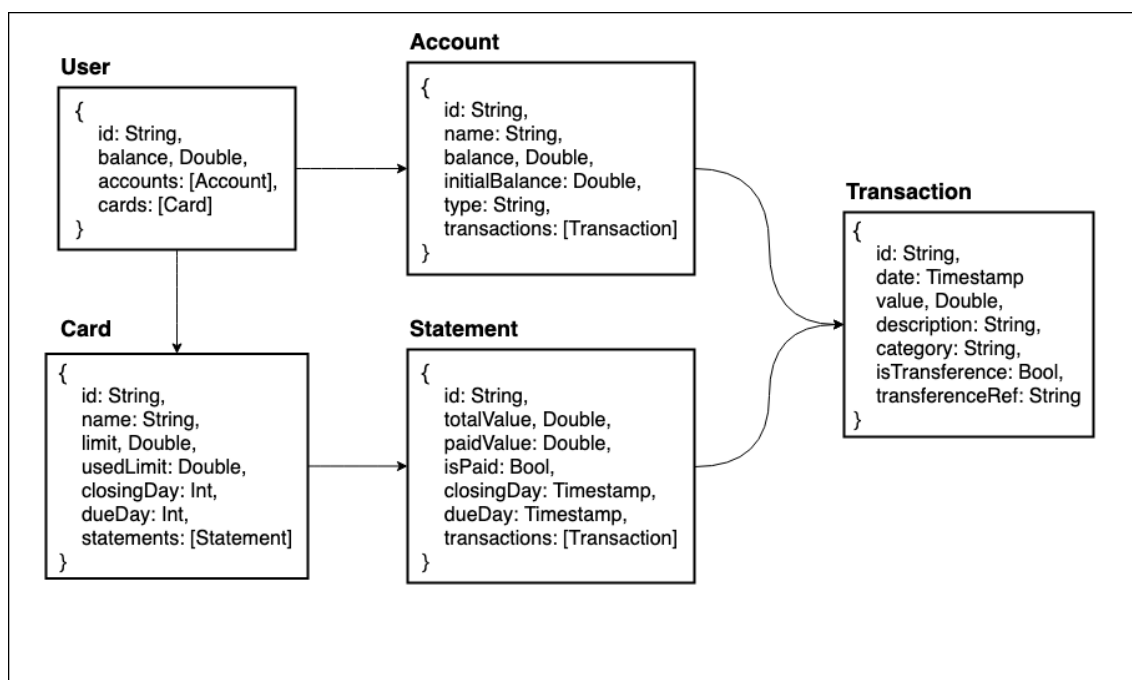 User
{
id: String,
balance, Double,
accounts: [Account],
cards: [Card]
}
Account
{
id: String,
name: String,
balance, Double,
initialBalance: Double,
type: String,
transactions: [Transaction]
}
Transaction
{
id: String,
date: Timestamp
value, Double,
description: String,
category: String,
isTransference: Bool,
transferenceRef: String
}
Card
{
id: String,
name: String,
limit, Double,
usedLimit: Double,
closingDay: Int,
dueDay: Int,
statements: [Statement]
}
Statement
{
id: String,
totalValue, Double,
paidValue: Double,
isPaid: Bool,
closingDay: Timestamp,
dueDay: Timestamp,
transactions: [Transaction]
}